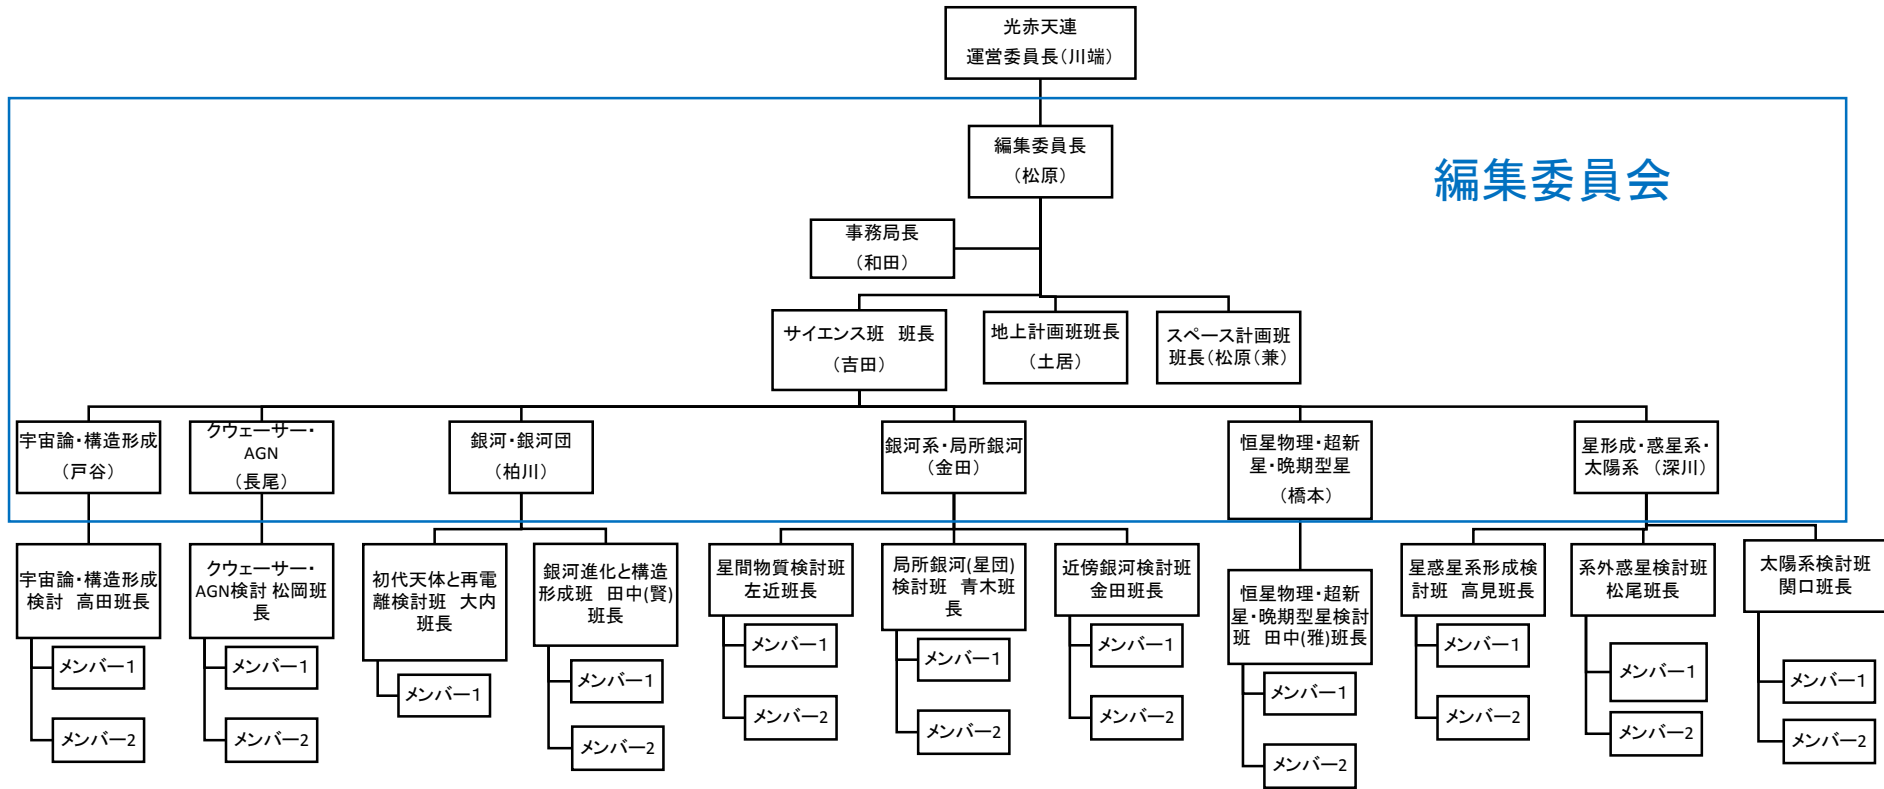 光赤天連
運営委員長(川端)
編集委員会
編集委員長
(松原)
事務局長
(和田)
サイエンス班　班長
(吉田)
地上計画班班長
(土居)
スペース計画班
班長(松原(兼)
宇宙論・構造形成
(戸谷)
クウェーサー・
AGN
(長尾)
銀河・銀河団
(柏川)
銀河系・局所銀河
(金田)
恒星物理・超新
星・晩期型星
(橋本)
星形成・惑星系・
太陽系　(深川)
宇宙論・構造形成
検討　高田班長
クウェーサー・
AGN検討 松岡班
長
初代天体と再電
離検討班　大内
班長
銀河進化と構造
形成班　田中(賢)
班長
星間物質検討班
左近班長
局所銀河(星団)
検討班　青木班
長
近傍銀河検討班
金田班長
恒星物理・超新
星・晩期型星検討
班　田中(雅)班長
星惑星系形成検
討班　高見班長
系外惑星検討班
松尾班長
太陽系検討班
関口班長
メンバー1
メンバー2
メンバー1
メンバー2
メンバー1
メンバー1
メンバー2
メンバー1
メンバー2
メンバー1
メンバー2
メンバー1
メンバー2
メンバー1
メンバー2
メンバー1
メンバー2
メンバー1
メンバー2
メンバー1
メンバー2